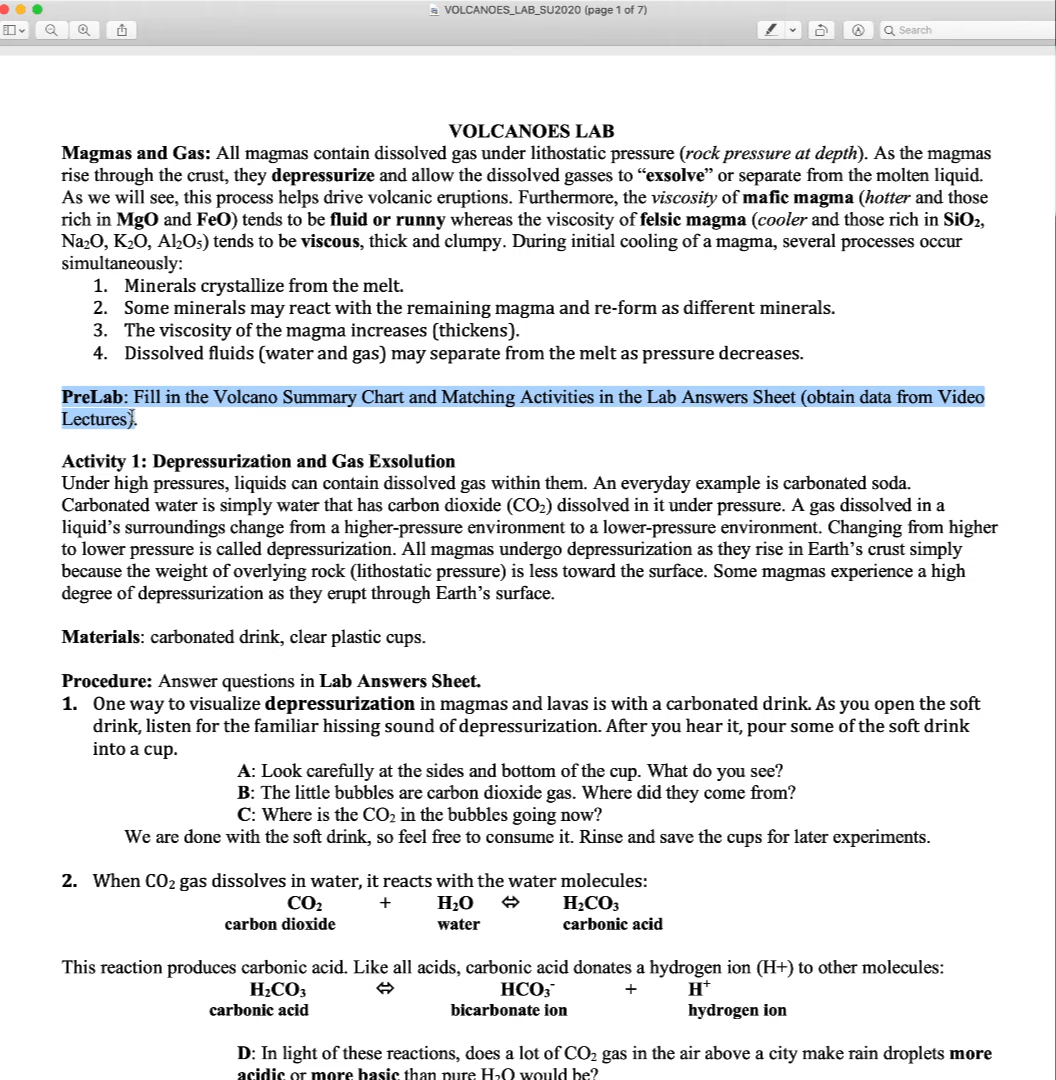 VOLCANOES_LAB_SU2020 (page 1 of 7)
Search
VOLCANOES LAB
Magmas and Gas: All magmas contain dissolved gas under lithostatic pressure (rock pressure at depth). As the magmas
rise through the crust, they depressurize and allow the dissolved gasses to “exsolve” or separate from the molten liquid.
As we will see, this process helps drive volcanic eruptions. Furthermore, the viscosity of mafic magma (hotter and those
rich in MgO and FeO) tends to be fluid or runny whereas the viscosity of felsic magma (cooler and those rich in SiO₂,
Na₂O, K₂O, Al₂O₅) tends to be viscous, thick and clumpy. During initial cooling of a magma, several processes occur
simultaneously:
1. Minerals crystallize from the melt.
2. Some minerals may react with the remaining magma and re-form as different minerals.
3. The viscosity of the magma increases (thickens).
4. Dissolved fluids (water and gas) may separate from the melt as pressure decreases.
PreLab: Fill in the Volcano Summary Chart and Matching Activities in the Lab Answers Sheet (obtain data from Video
Lectures).
Activity 1: Depressurization and Gas Exsolution
Under high pressures, liquids can contain dissolved gas within them. An everyday example is carbonated soda.
Carbonated water is simply water that has carbon dioxide (CO₂) dissolved in it under pressure. A gas dissolved in a
liquid’s surroundings change from a higher-pressure environment to a lower-pressure environment. Changing from higher
to lower pressure is called depressurization. All magmas undergo depressurization as they rise in Earth’s crust simply
because the weight of overlying rock (lithostatic pressure) is less toward the surface. Some magmas experience a high
degree of depressurization as they erupt through Earth’s surface.
Materials: carbonated drink, clear plastic cups.
Procedure: Answer questions in Lab Answers Sheet.
1. One way to visualize depressurization in magmas and lavas is with a carbonated drink. As you open the soft
drink, listen for the familiar hissing sound of depressurization. After you hear it, pour some of the soft drink
into a cup.
A: Look carefully at the sides and bottom of the cup. What do you see?
B: The little bubbles are carbon dioxide gas. Where did they come from?
C: Where is the CO₂ in the bubbles going now?
We are done with the soft drink, so feel free to consume it. Rinse and save the cups for later experiments.
2. When CO₂ gas dissolves in water, it reacts with the water molecules:
CO₂ + H₂O ⇔ H₂CO₃
carbon dioxide water carbonic acid
This reaction produces carbonic acid. Like all acids, carbonic acid donates a hydrogen ion (H+) to other molecules:
H₂CO₃ ⇔ HCO₃⁻ + H⁺
carbonic acid bicarbonate ion hydrogen ion
D: In light of these reactions, does a lot of CO₂ gas in the air above a city make rain droplets more
acidic or more basic than pure H₂O would be?